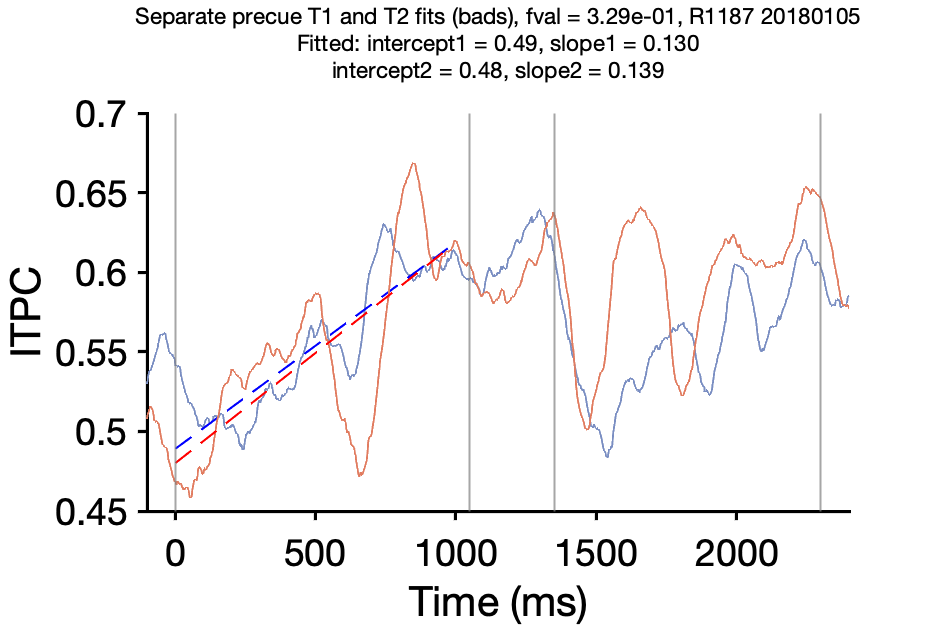 Separate precue T1 and T2 fits (bads), fval = 3.29e-01, R1187 20180105
Fitted: intercept1 = 0.49, slope1 = 0.130
intercept2 = 0.48, slope2 = 0.139
0.7
0.65
0.6
0.55
0.5
0.45
ITPC
0 500 1000 1500 2000
Time (ms)